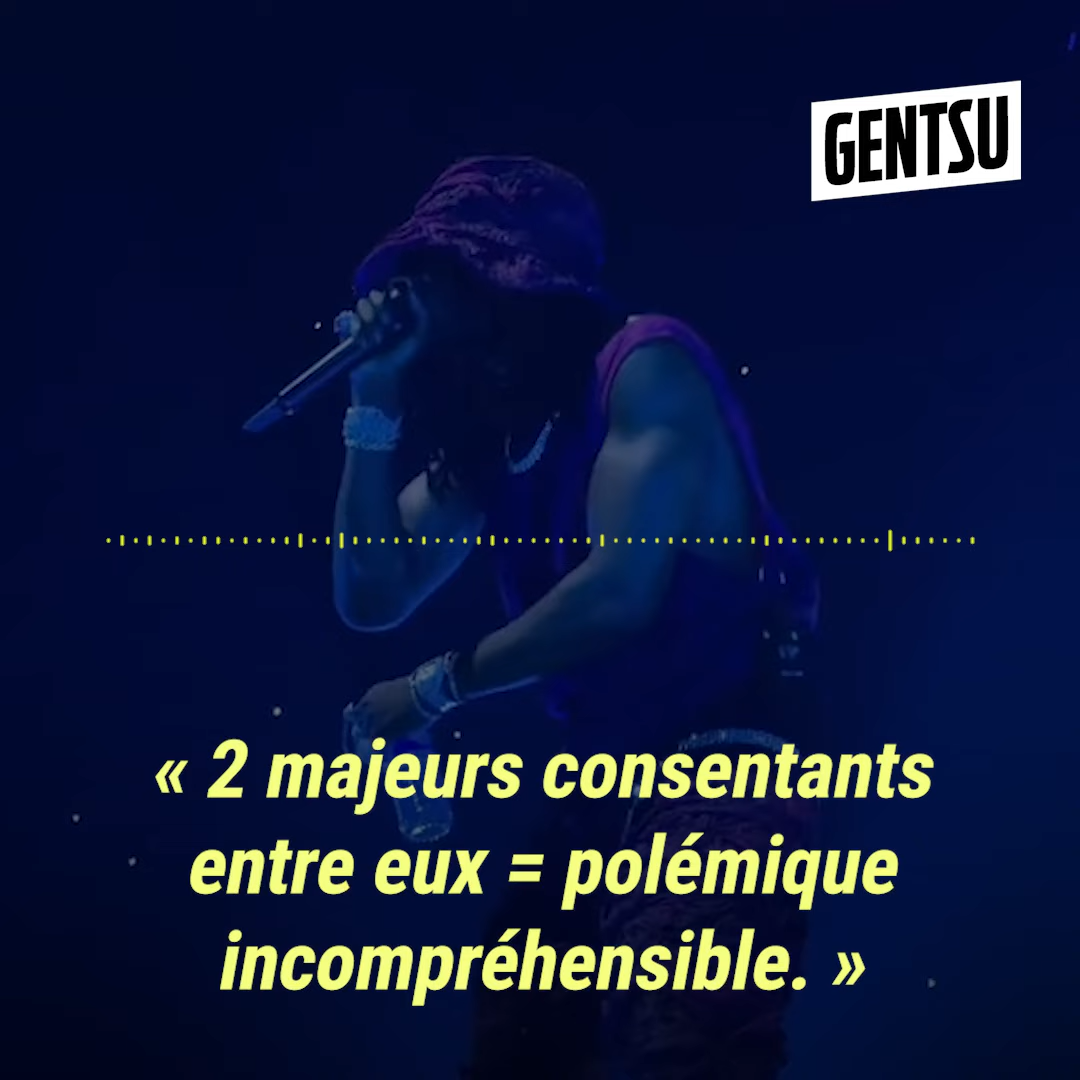 GENTSU
« 2 majeurs consentants
entre eux = polémique
incompréhensible. »